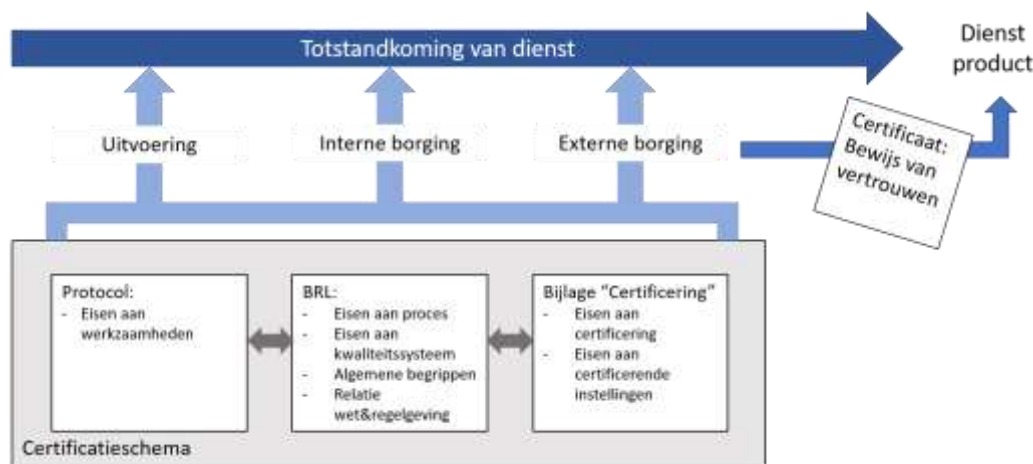 Totstandkoming van dienst
Dienst
product
Uitvoering
Interne borging
Externe borging
Certificaat:
Bewijs van
vertrouwen
Protocol:
- Eisen aan
werkzaamheden
BRL:
- Eisen aan proces
- Eisen aan
kwaliteitssysteem
- Algemene begrippen
- Relatie
wet&regelgeving
Bijlage "Certificering"
- Eisen aan
certificering
- Eisen aan
certificerende
instellingen
Certificatieschema